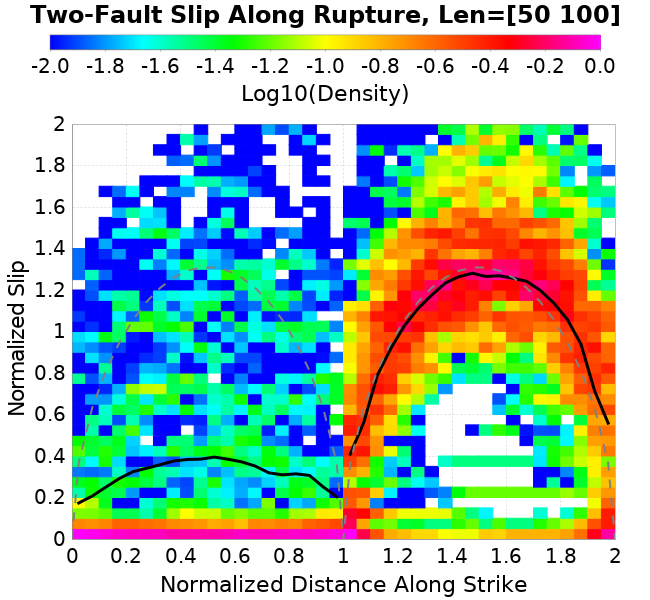 Two-Fault Slip Along Rupture, Len=[50 100]
-2.0 -1.8 -1.6 -1.4 -1.2 -1.0 -0.8 -0.6 -0.4 -0.2 0.0
Log10(Density)
2
1.8
1.6
1.4
1.2
1
0.8
0.6
0.4
0.2
0
Normalized Slip
0 0.2 0.4 0.6 0.8 1 1.2 1.4 1.6 1.8 2
Normalized Distance Along Strike